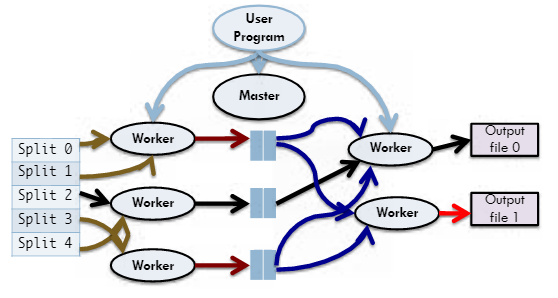 User
Program
Master
Worker
Worker
Worker
Worker
Worker
Split 0
Split 1
Split 2
Split 3
Split 4
Output
file 0
Output
file 1